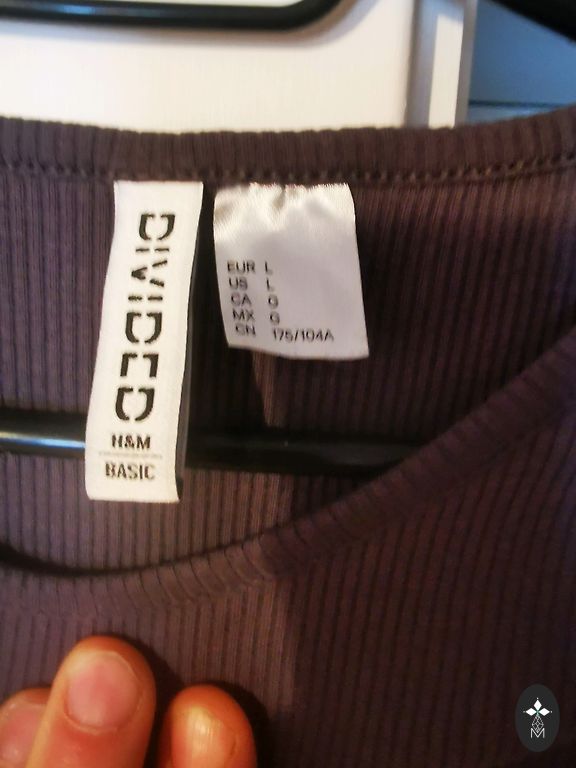 DIVIDED
H&M
BASIC
EUR L
US L
CA G
MX G
CN 175/104A
M